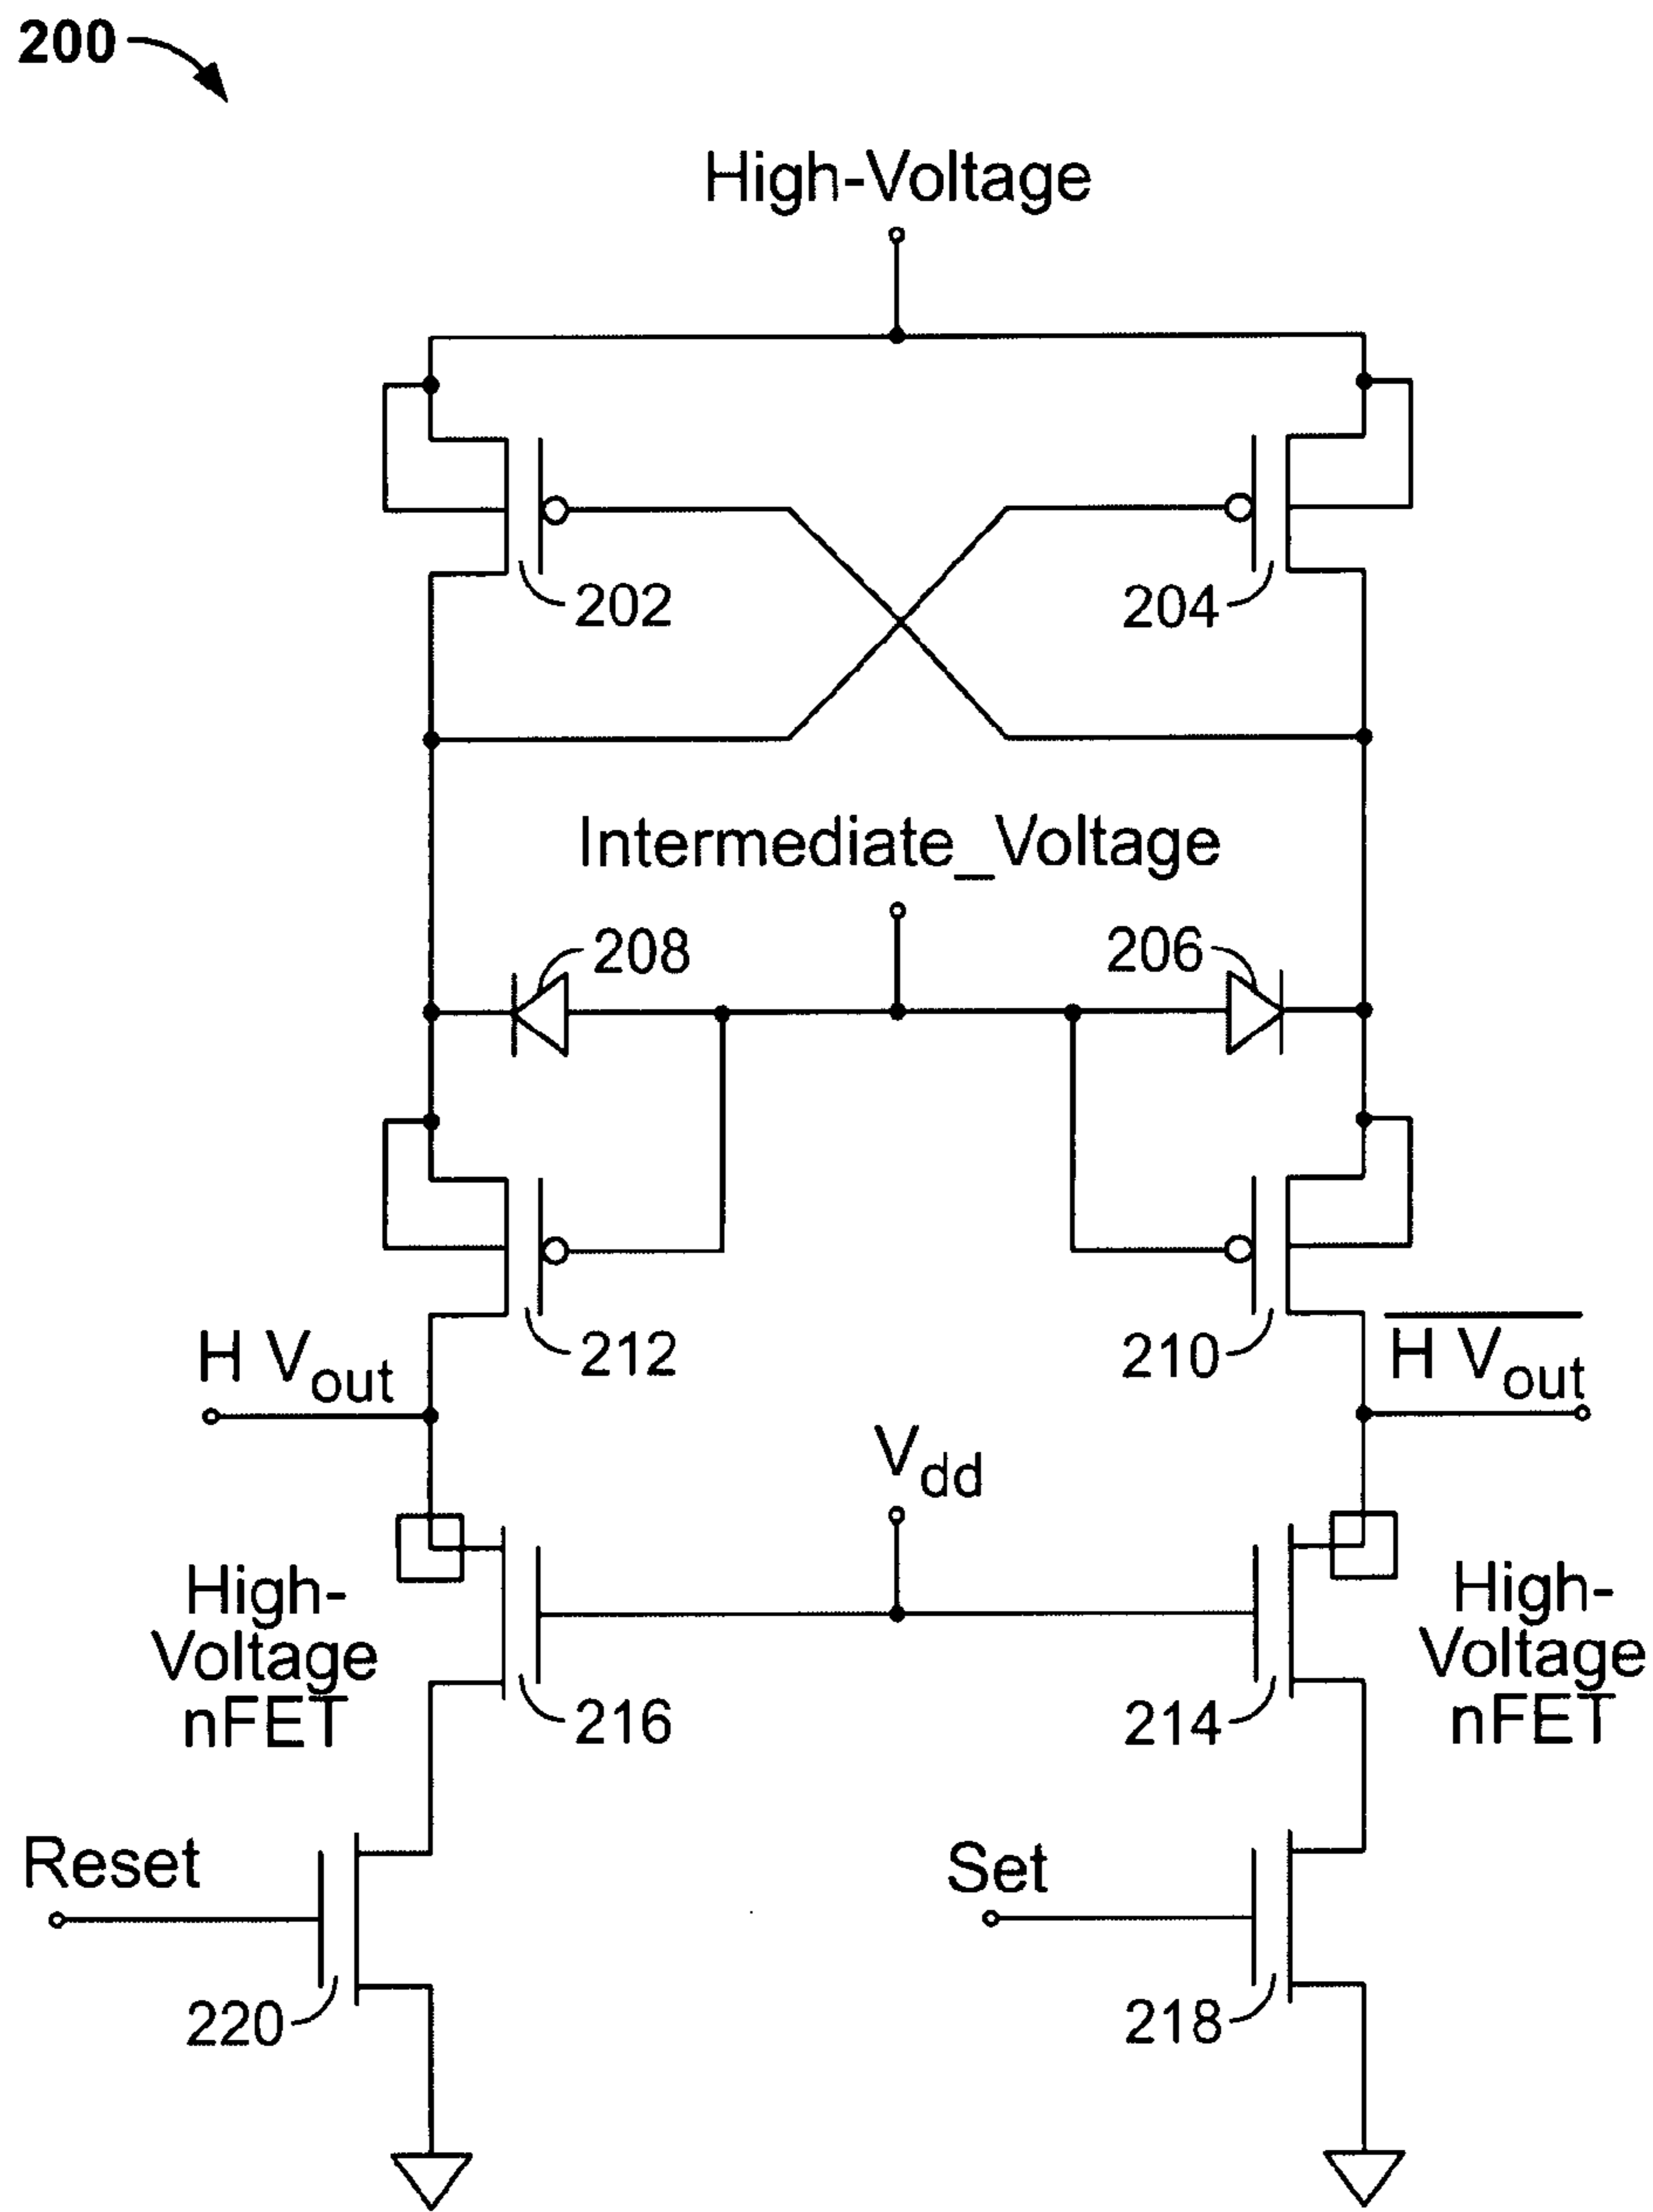 200
High-Voltage
202
204
Intermediate_Voltage
208
206
212
210
H Vout
H Vout
Vdd
High-
Voltage
nFET
216
214
High-
Voltage
nFET
Reset
Set
220
218